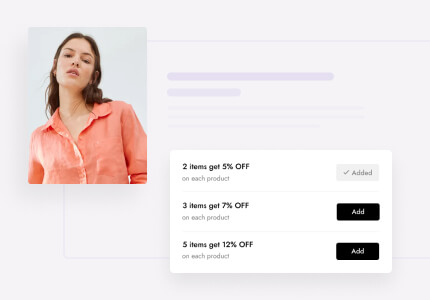 2 items get 5% OFF
on each product
Added
3 items get 7% OFF
on each product
Add
5 items get 12% OFF
on each product
Add